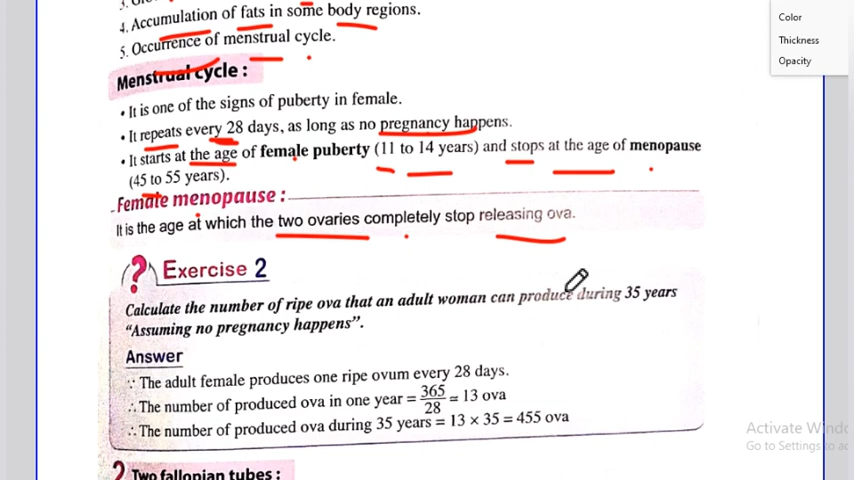 4. Accumulation of fats in some body regions.
5. Occurrence of menstrual cycle.
Menstrual cycle :
• It is one of the signs of puberty in female.
• It repeats every 28 days, as long as no pregnancy happens.
• It starts at the age of female puberty (11 to 14 years) and stops at the age of menopause
(45 to 55 years).
Female menopause :
It is the age at which the two ovaries completely stop releasing ova.
? Exercise 2
Calculate the number of ripe ova that an adult woman can produce during 35 years
“Assuming no pregnancy happens”.
Answer
∵ The adult female produces one ripe ovum every 28 days.
∴ The number of produced ova in one year = 365/28 = 13 ova
∴ The number of produced ova during 35 years = 13 × 35 = 455 ova
2 Two fallopian tubes :
Color
Thickness
Opacity
Activate Windo
Go to Settings to ac